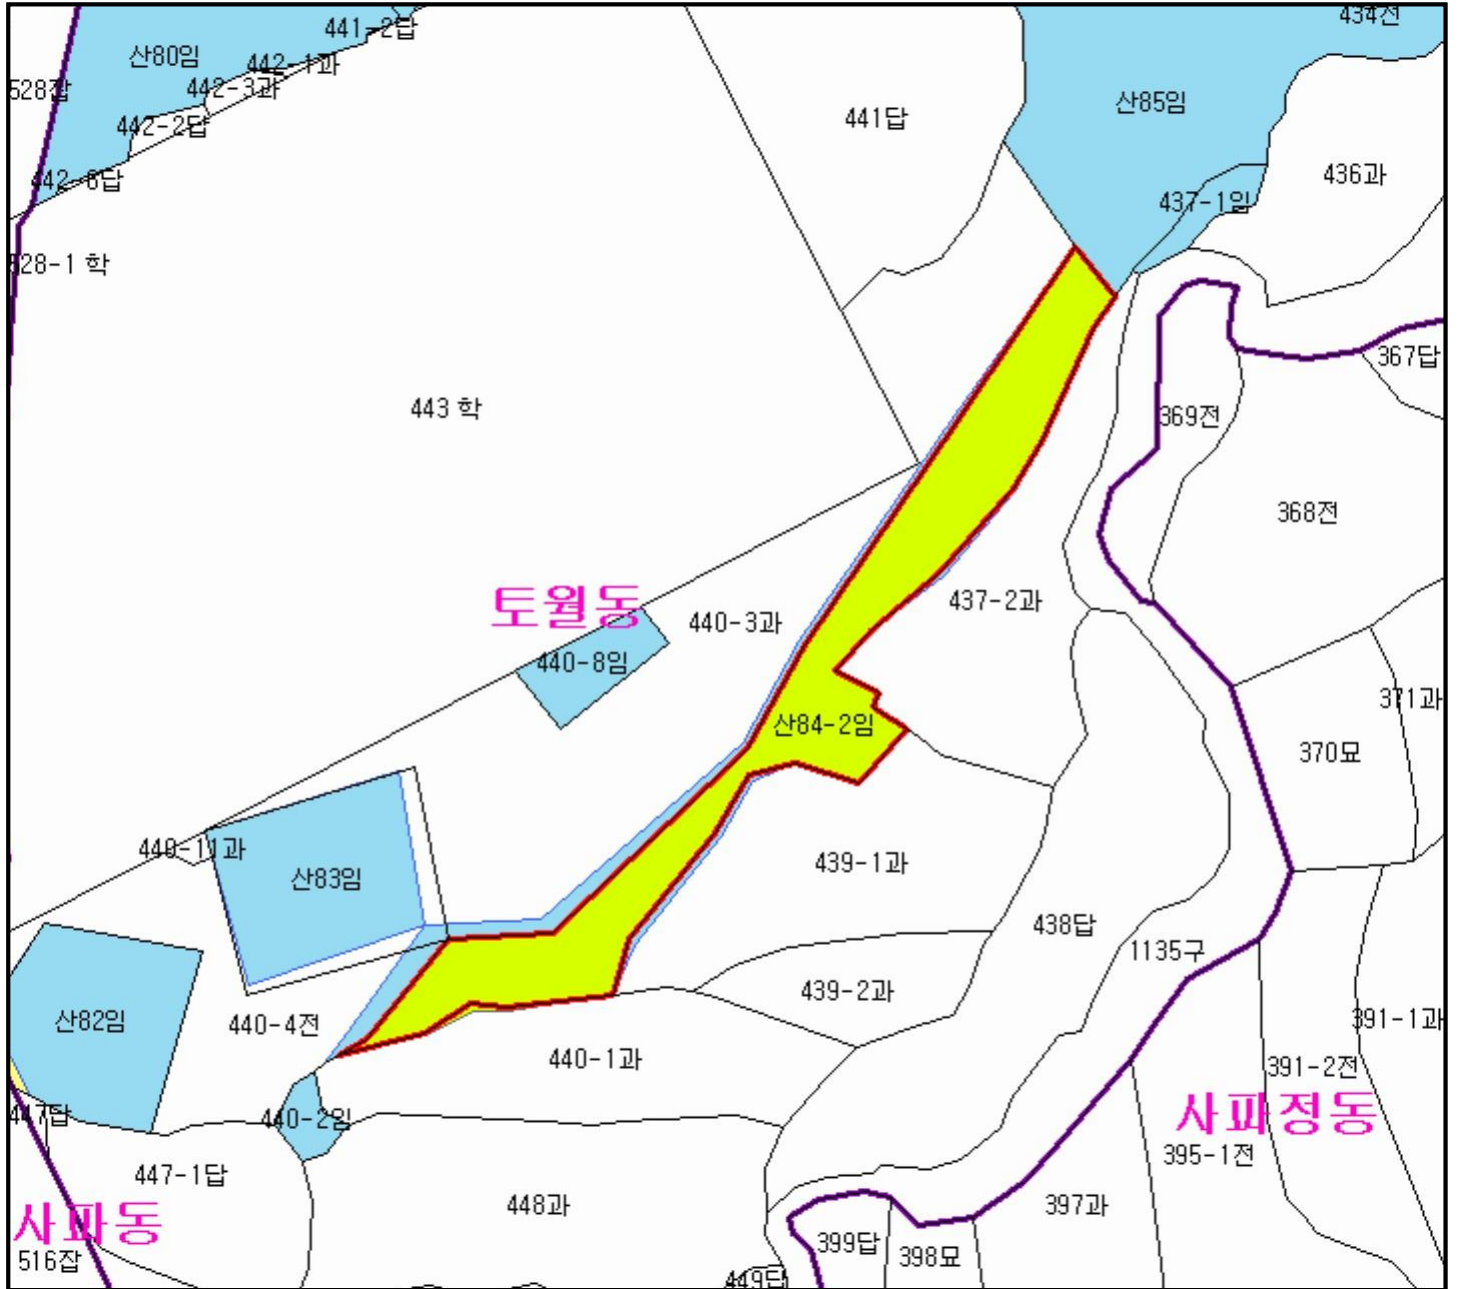 434전
441-2답
산80임
442-1과
528잡
442-3과
산85임
441답
442-2답
436과
442-6답
437-1임
528-1 학
367답
443 학
369전
368전
437-2과
토월동
440-3과
440-8임
371과
산84-2임
370묘
440-11과
439-1과
산83임
438답
1135구
439-2과
산82임
440-4전
391-1과
440-1과
391-2전
447답
440-2임
사파정동
395-1전
447-1답
448과
397과
사파동
399답
398묘
516잡
449답